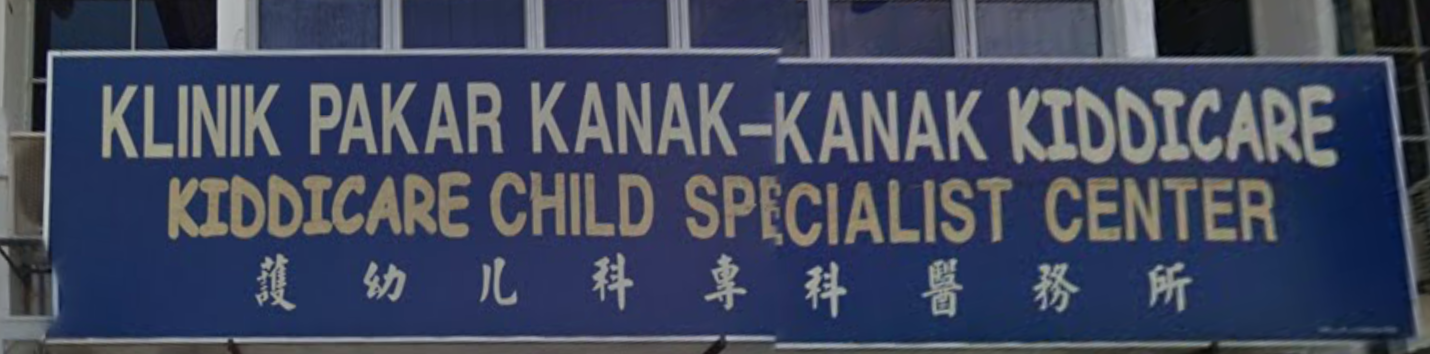 KLINIK PAKAR KANAK-KANAK KIDDICARE
KIDDICARE CHILD SPECIALIST CENTER
護幼儿科專科醫務所